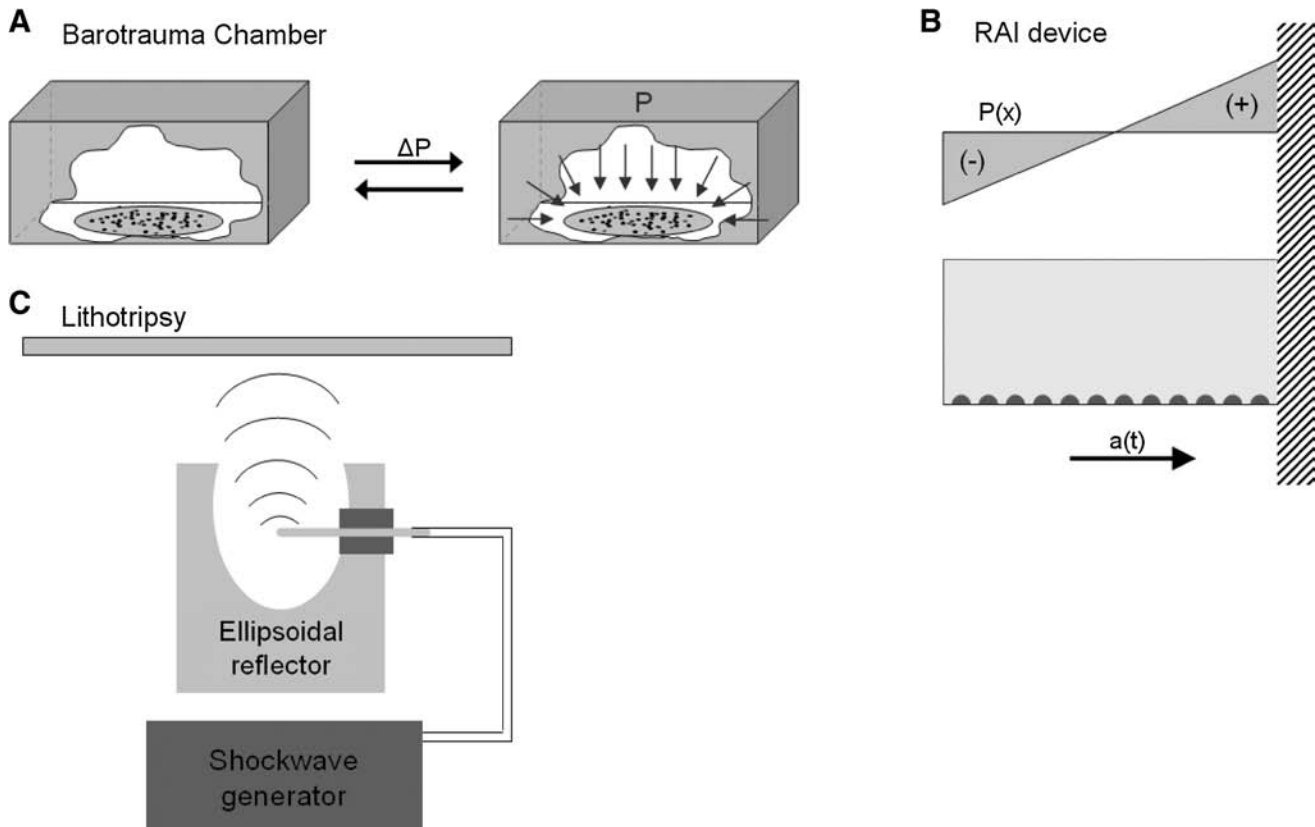 A
Barotrauma Chamber
ΔP
P
B
RAI device
P(x)
(-)
(+)
a(t)
C
Lithotripsy
Ellipsoidal
reflector
Shockwave
generator